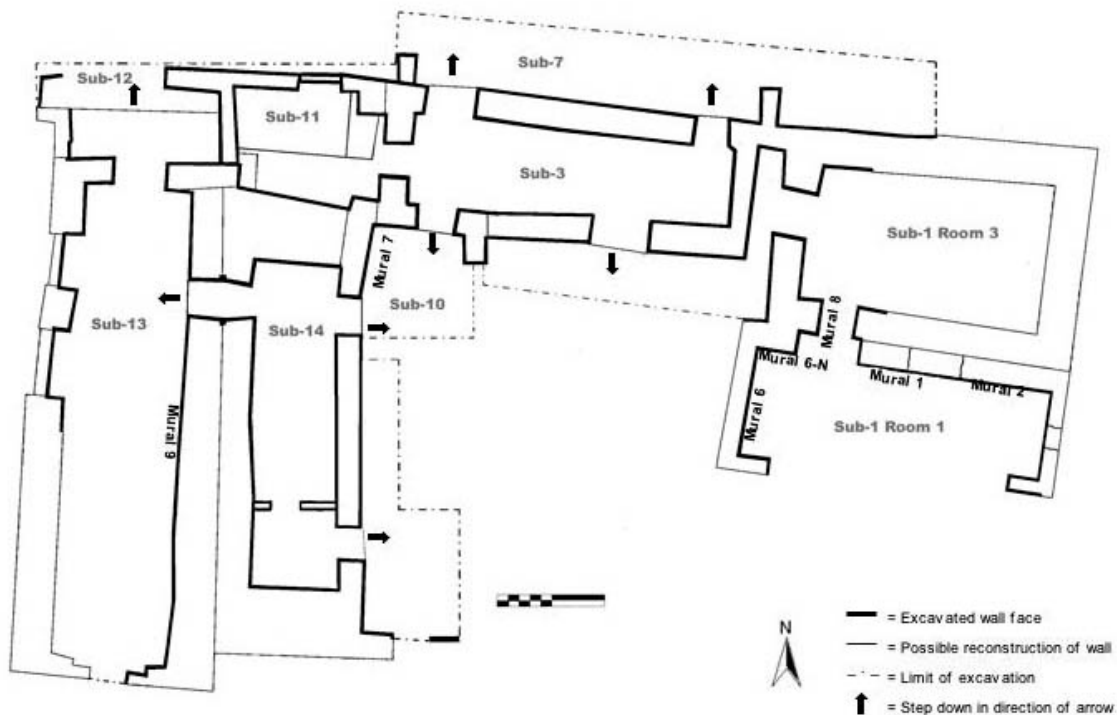 Sub-7
Sub-12
Sub-11
Sub-3
Sub-1 Room 3
Mural 7
Sub-10
Sub-13
Sub-14
Mural 8
Mural 6-N
Mural 1
Mural 2
Mural 6
Mural 9
Sub-1 Room 1
N
= Excavated wall face
= Possible reconstruction of wall
= Limit of excavation
= Step down in direction of arrow